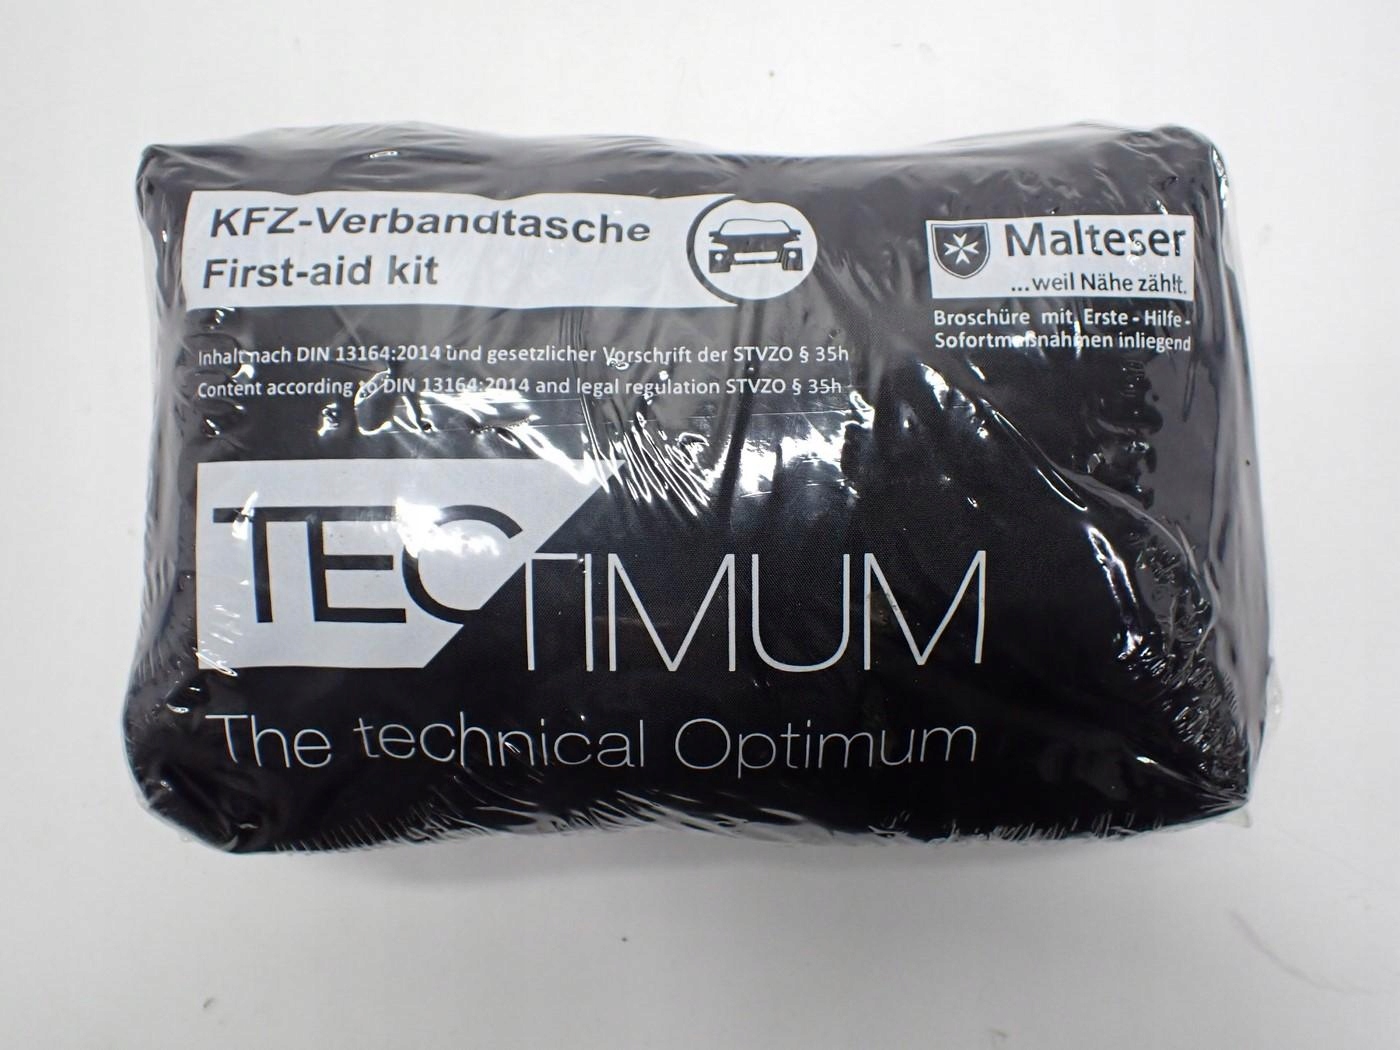 KFZ-Verbandtasche
First-aid kit
Malteser
...weil Nähe zählt.
Broschüre mit Erste-Hilfe-
Sofortmaßnahmen inliegend
Inhalt nach DIN 13164:2014 und gesetzlicher Vorschrift der STVZO § 35h
Content according to DIN 13164:2014 and legal regulation STVZO § 35h
TECTIMUM
The technical Optimum